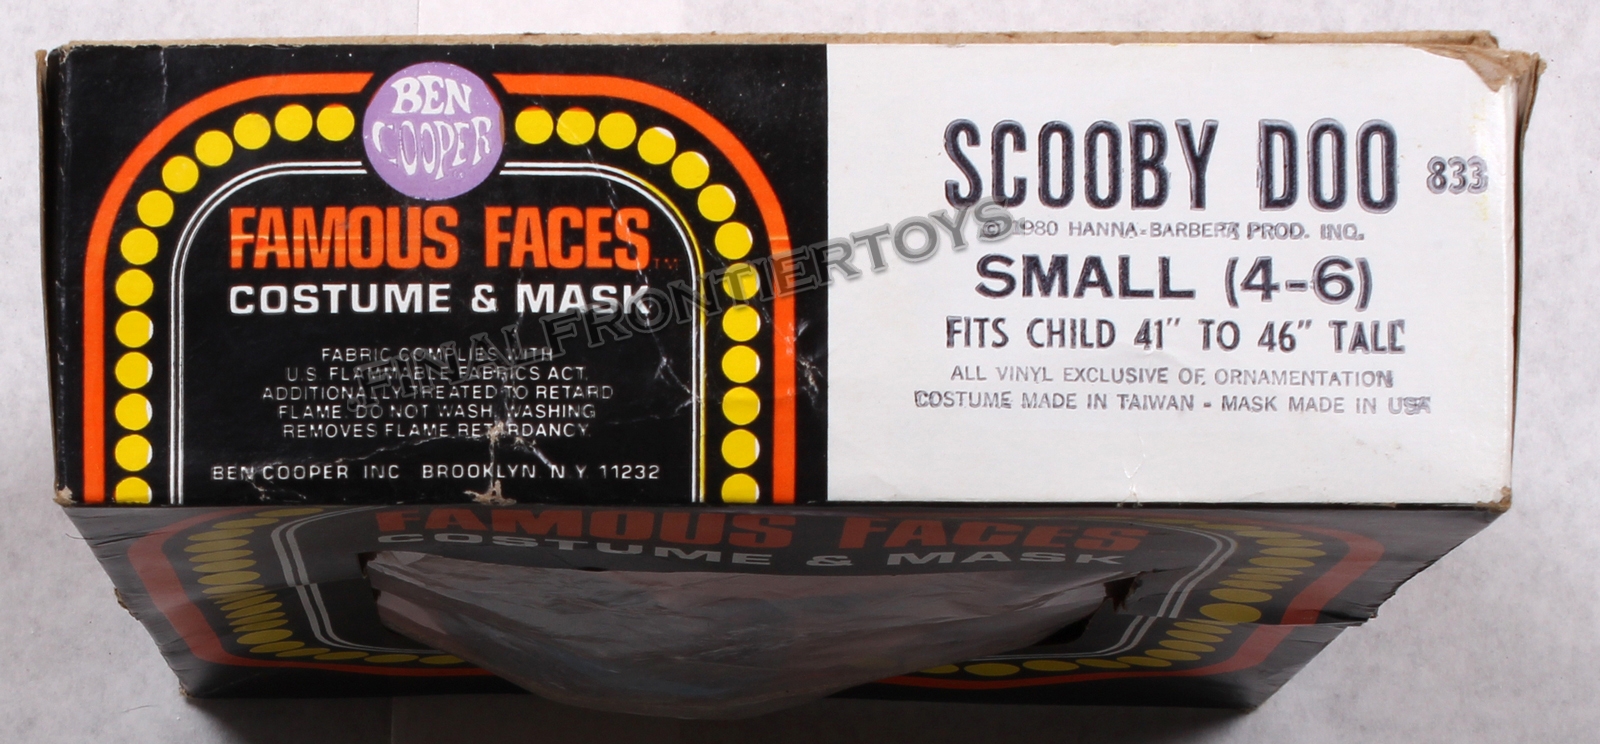 BEN
COOPER
FAMOUS FACES TM
COSTUME & MASK
FABRIC COMPLIES WITH
U.S. FLAMMABLE FABRICS ACT.
ADDITIONALLY TREATED TO RETARD
FLAME. DO NOT WASH. WASHING
REMOVES FLAME RETARDANCY.
BEN COOPER INC BROOKLYN N.Y. 11232
SCOOBY DOO 833
© 1980 HANNA-BARBERA PROD. INC.
SMALL (4-6)
FITS CHILD 41" TO 46" TALL
ALL VINYL EXCLUSIVE OF ORNAMENTATION
COSTUME MADE IN TAIWAN - MASK MADE IN USA
FINALFRONTIERTOYS
FAMOUS FACES
COSTUME & MASK